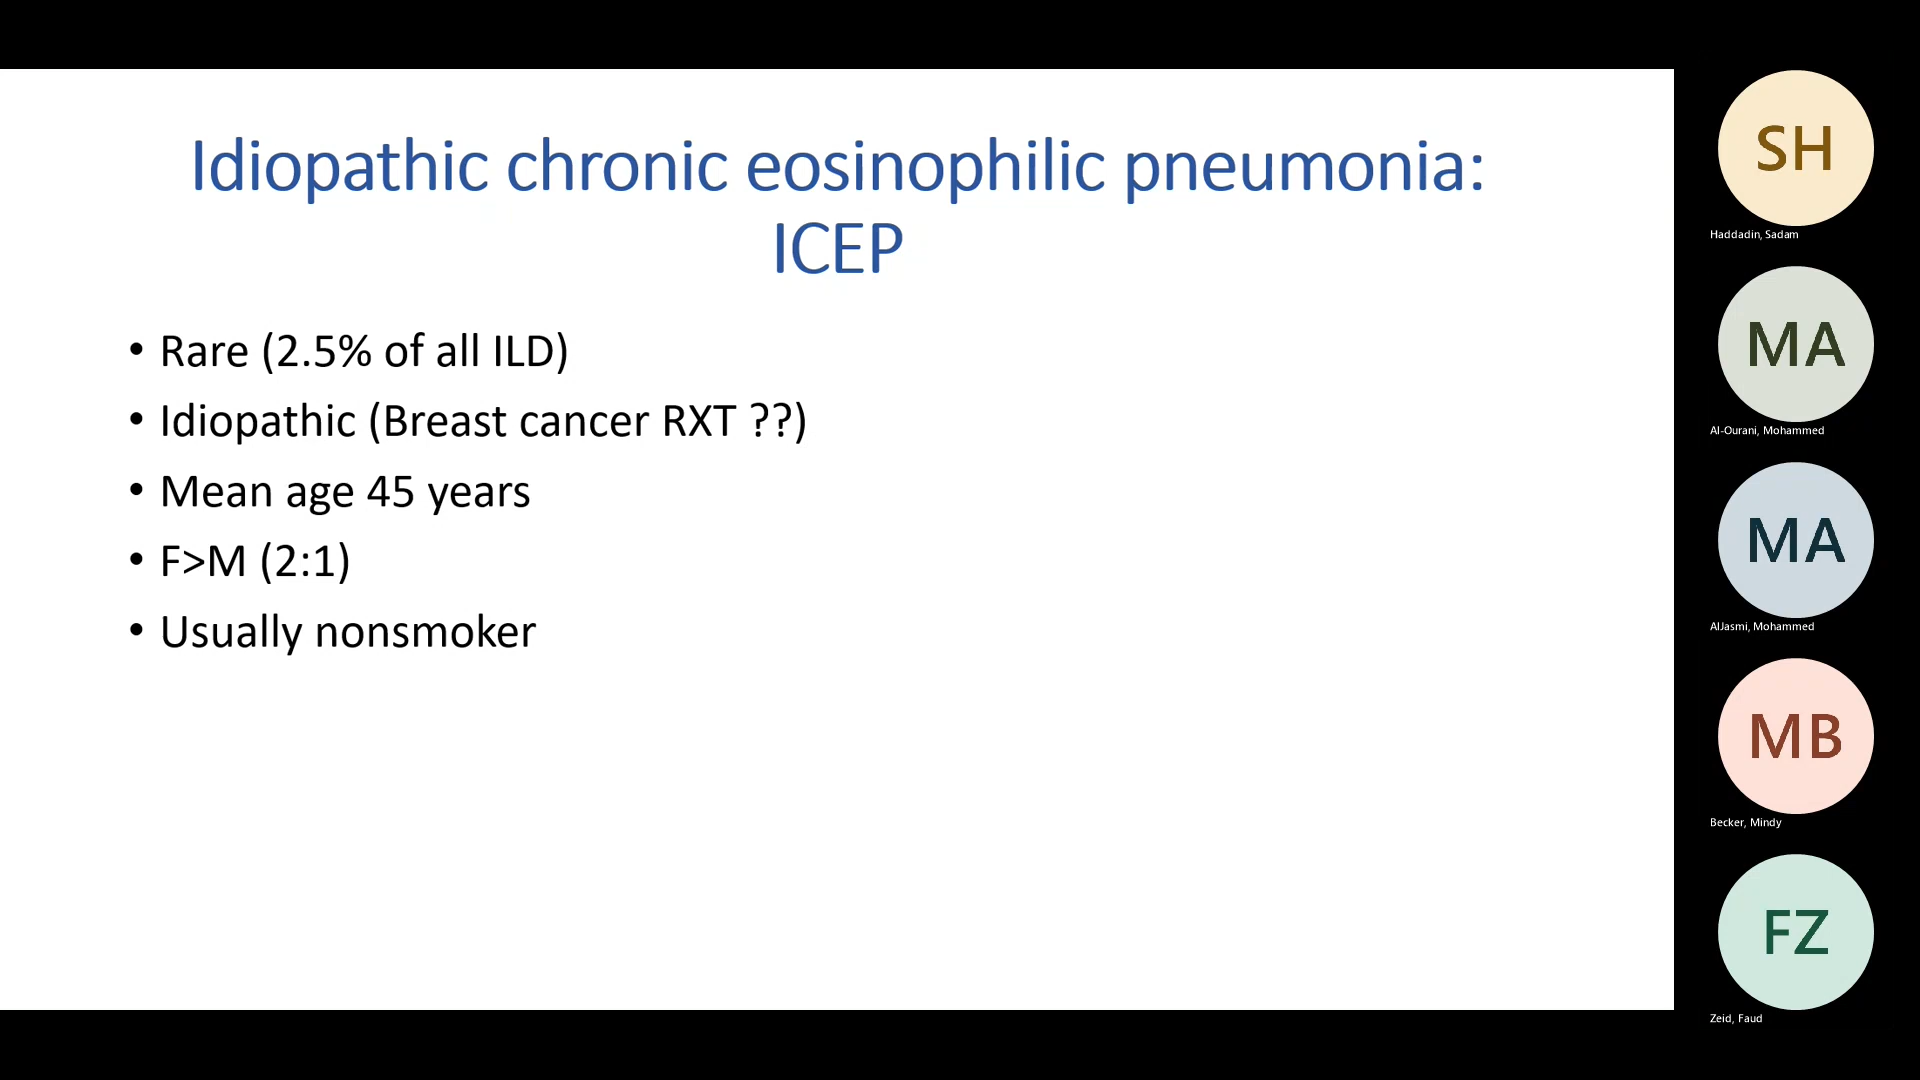 Idiopathic chronic eosinophilic pneumonia:
ICEP
• Rare (2.5% of all ILD)
• Idiopathic (Breast cancer RXT ??)
• Mean age 45 years
• F>M (2:1)
• Usually nonsmoker
SH
Haddadin, Sadam
MA
Al-Ourani, Mohammed
MA
AlJasmi, Mohammed
MB
Becker, Mindy
FZ
Zeid, Faud